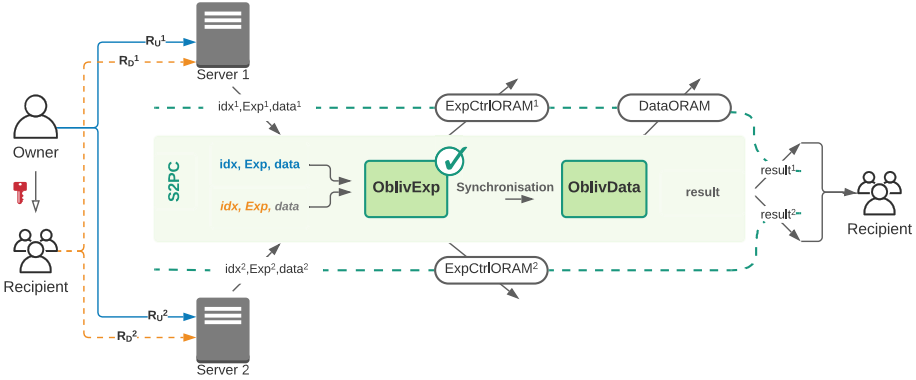 R_U^1
R_D^1
Server 1
idx^1,Exp^1,data^1
ExpCtrlORAM^1
DataORAM
Owner
S2PC
idx, Exp, data
idx, Exp, data
OblivExp
Synchronisation
OblivData
result
result^1
result^2
Recipient
Recipient
idx^2,Exp^2,data^2
ExpCtrlORAM^2
R_U^2
R_D^2
Server 2